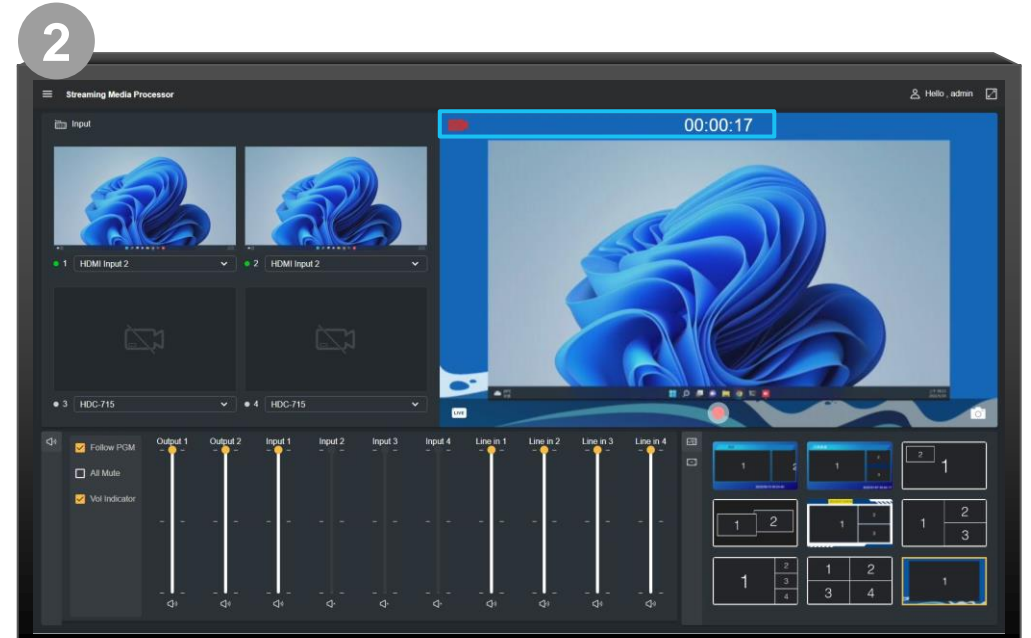 2
Streaming Media Processor
Hello , admin
Input
00:00:17
1 HDMI Input 2
2 HDMI Input 2
3 HDC-715
4 HDC-715
LIVE
Follow PGM
All Mute
Vol Indicator
Output 1 Output 2 Input 1 Input 2 Input 3 Input 4 Line in 1 Line in 2 Line in 3 Line in 4
1
1
2 1
1 2
1
1 2 3
1 2 3 4
1 2 3 4
1